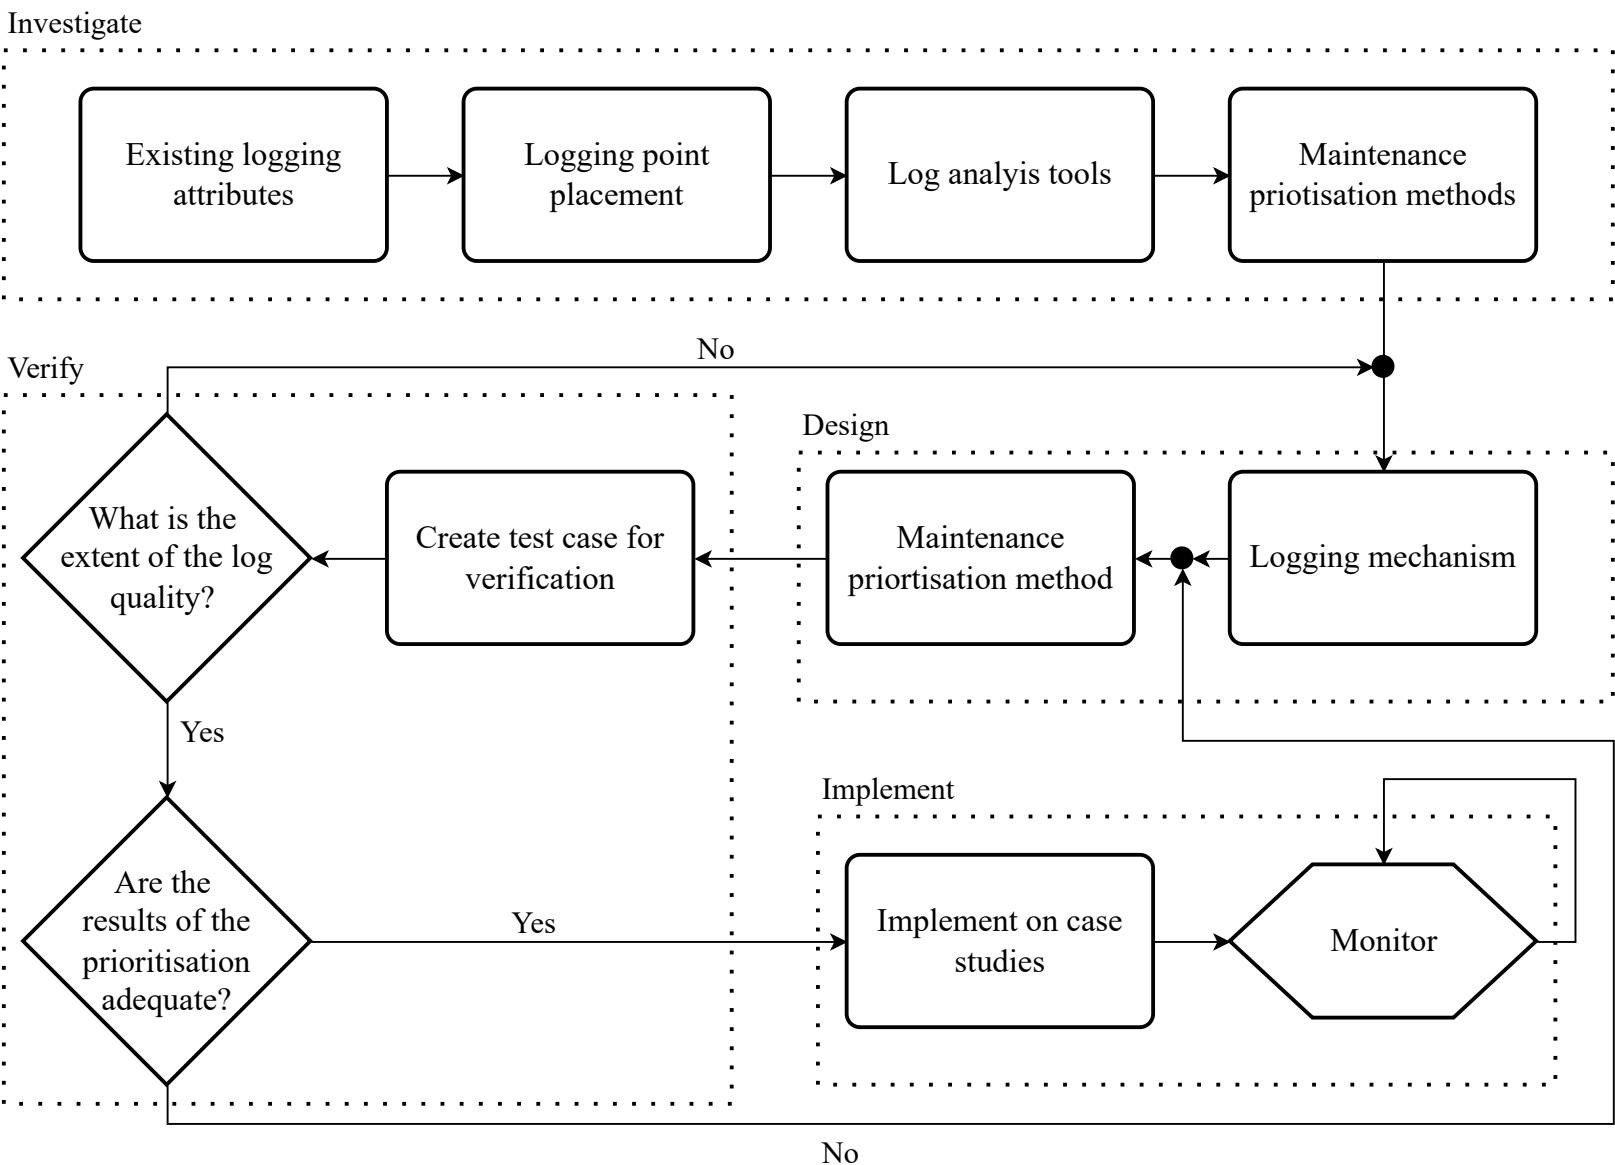 Investigate
Existing logging
attributes
Logging point
placement
Log analyis tools
Maintenance
priotisation methods
No
Verify
Design
What is the
extent of the log
quality?
Create test case for
verification
Maintenance
priortisation method
Logging mechanism
Yes
Implement
Are the
results of the
prioritisation
adequate?
Yes
Implement on case
studies
Monitor
No